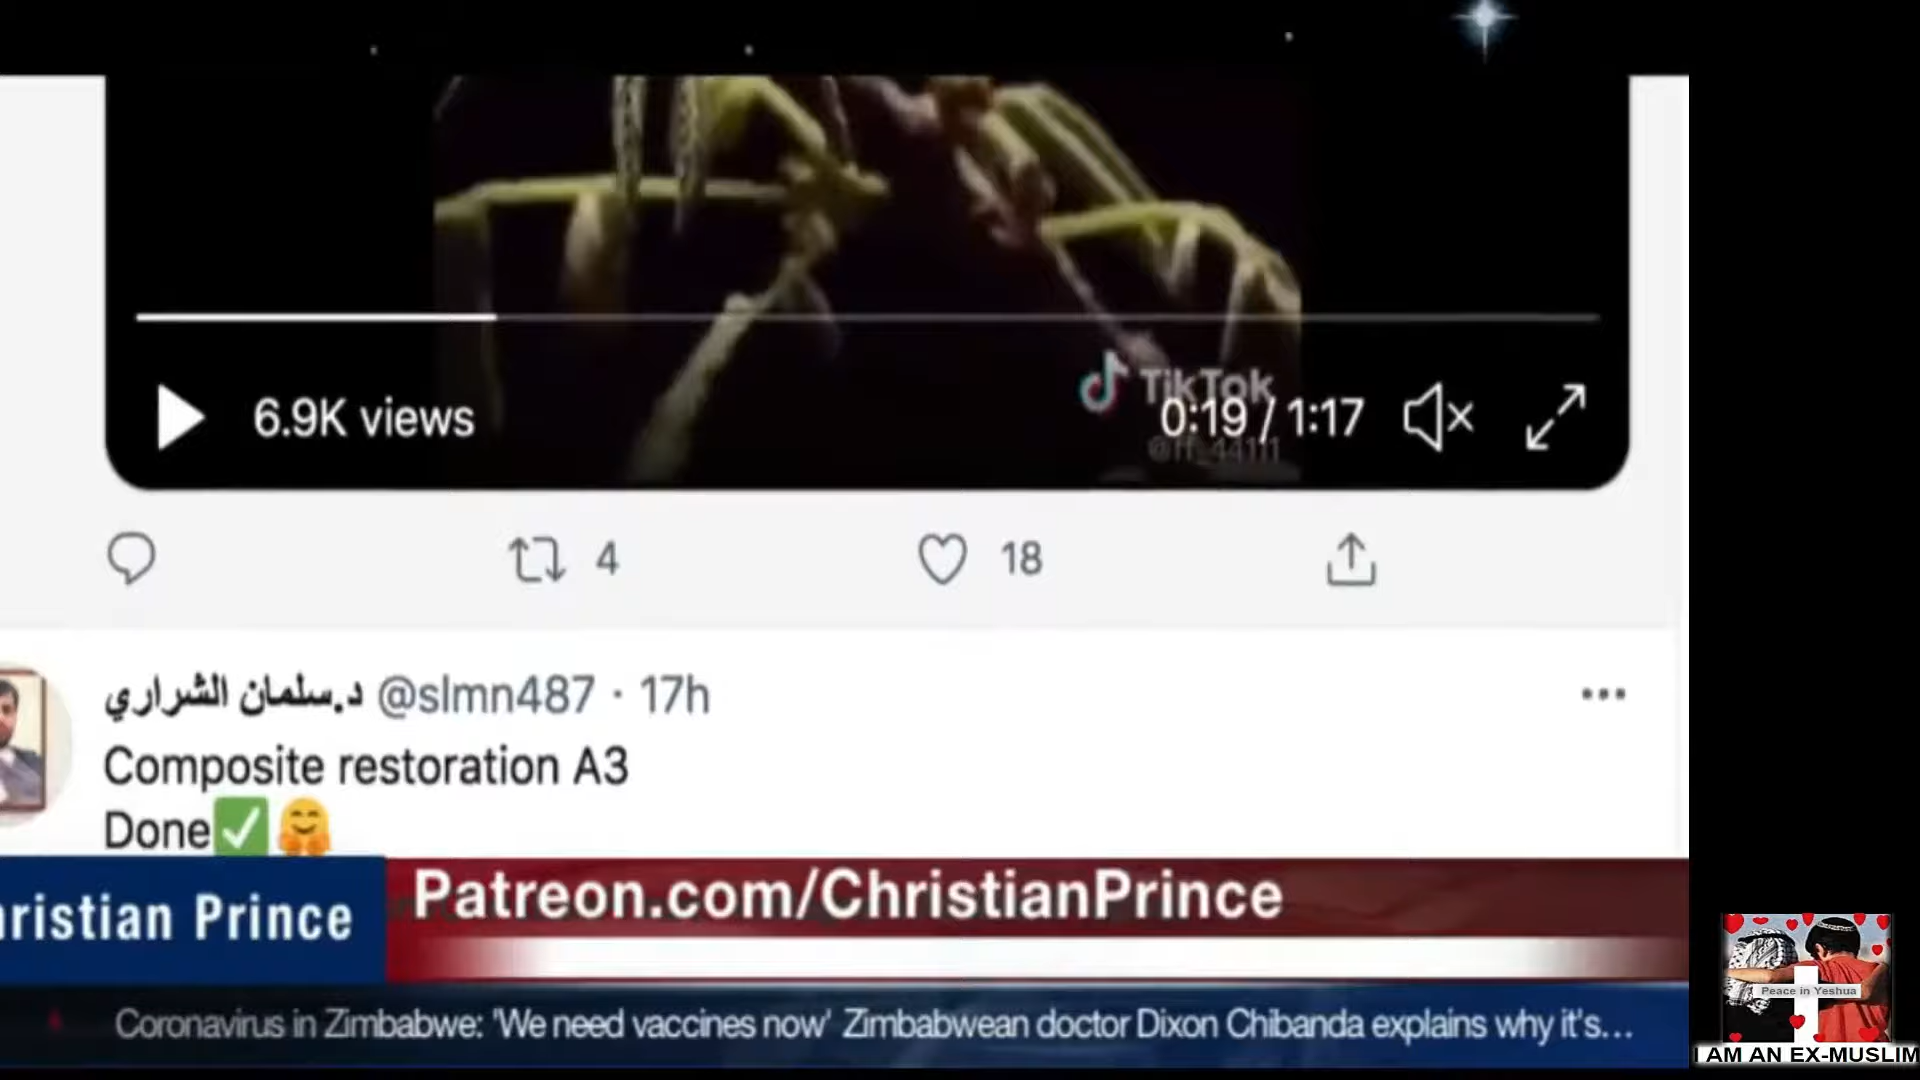 TikTok
6.9K views
0:19 / 1:17
@ff_44111
4
18
د.سلمان الشراري @slmn487 · 17h
Composite restoration A3
Done✅🤗
hristian Prince
Patreon.com/ChristianPrince
Coronavirus in Zimbabwe: 'We need vaccines now' Zimbabwean doctor Dixon Chibanda explains why it's...
Peace in Yeshua
I AM AN EX-MUSLIM